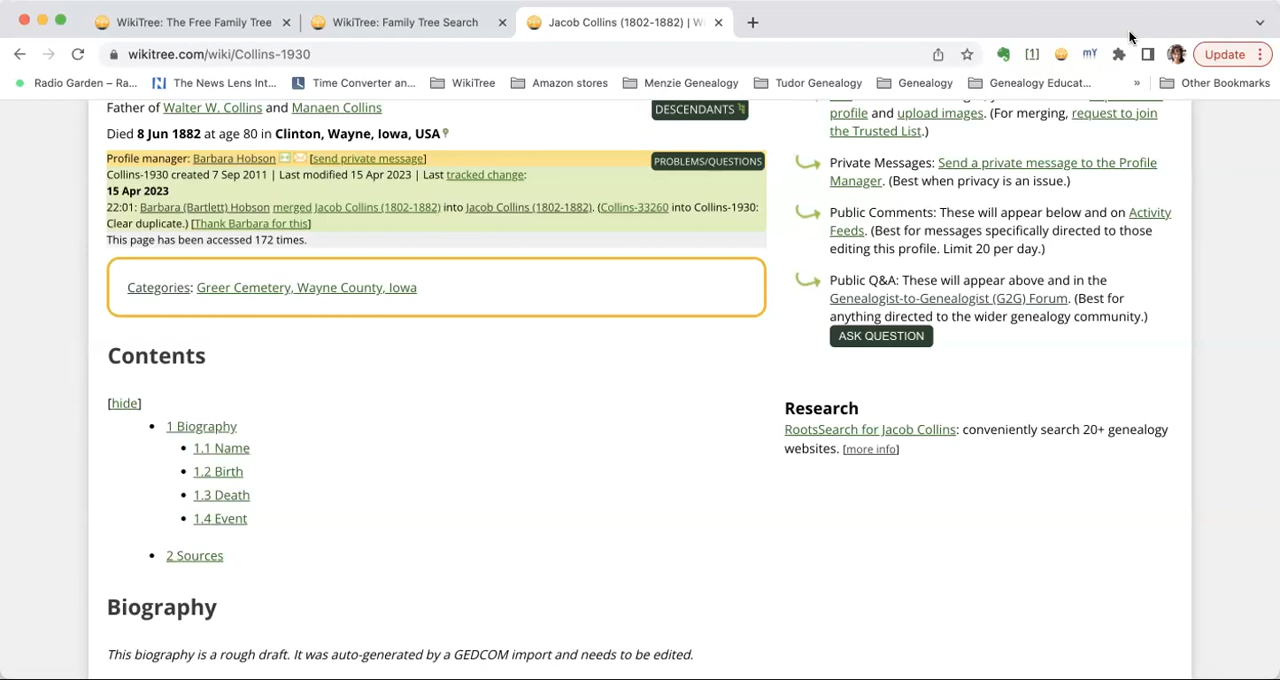 WikiTree: The Free Family Tree
WikiTree: Family Tree Search
Jacob Collins (1802-1882) | W
wikitree.com/wiki/Collins-1930
[1]
mY
Update
Radio Garden – Ra...
The News Lens Int...
Time Converter an...
WikiTree
Amazon stores
Menzie Genealogy
Tudor Genealogy
Genealogy
Genealogy Educat...
»
Other Bookmarks
Father of Walter W. Collins and Manaen Collins
DESCENDANTS
Died 8 Jun 1882 at age 80 in Clinton, Wayne, Iowa, USA
Profile manager: Barbara Hobson [send private message]
PROBLEMS/QUESTIONS
Collins-1930 created 7 Sep 2011 | Last modified 15 Apr 2023 | Last tracked change:
15 Apr 2023
22:01: Barbara (Bartlett) Hobson merged Jacob Collins (1802-1882) into Jacob Collins (1802-1882). (Collins-33260 into Collins-1930:
Clear duplicate.) [Thank Barbara for this]
This page has been accessed 172 times.
Categories: Greer Cemetery, Wayne County, Iowa
Contents
[hide]
1 Biography
1.1 Name
1.2 Birth
1.3 Death
1.4 Event
2 Sources
Biography
This biography is a rough draft. It was auto-generated by a GEDCOM import and needs to be edited.
profile and upload images. (For merging, request to join
the Trusted List.)
Private Messages: Send a private message to the Profile
Manager. (Best when privacy is an issue.)
Public Comments: These will appear below and on Activity
Feeds. (Best for messages specifically directed to those
editing this profile. Limit 20 per day.)
Public Q&A: These will appear above and in the
Genealogist-to-Genealogist (G2G) Forum. (Best for
anything directed to the wider genealogy community.)
ASK QUESTION
Research
RootsSearch for Jacob Collins: conveniently search 20+ genealogy
websites. [more info]